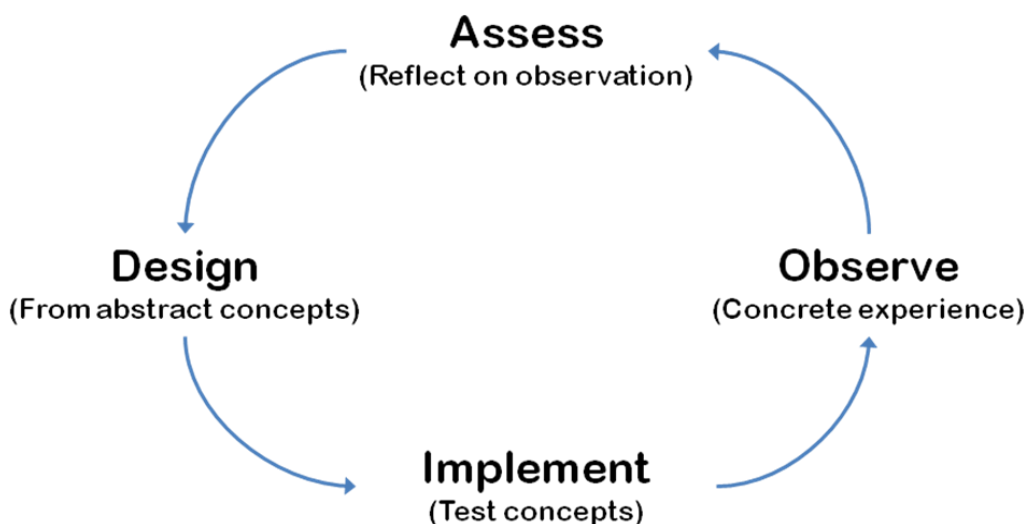 Assess
(Reflect on observation)
Design
(From abstract concepts)
Observe
(Concrete experience)
Implement
(Test concepts)